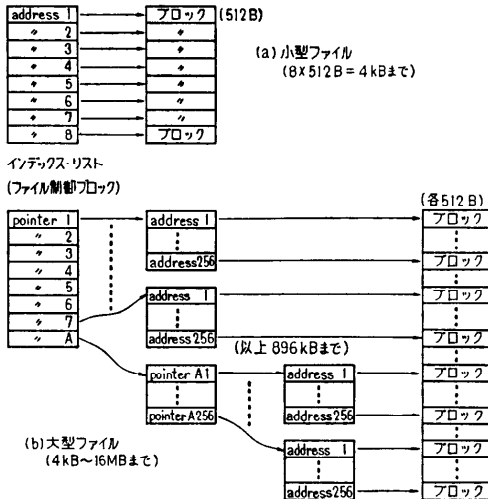 address 1 ブロック (512B)
〃 2 〃
〃 3 〃
〃 4 〃
〃 5 〃
〃 6 〃
〃 7 〃
〃 8 ブロック
(a) 小型ファイル
(8×512B=4kBまで)
インデックス・リスト
(ファイル制御ブロック)
(各512B)
pointer 1 address 1 ブロック
〃 2
〃 3
〃 4 address256 ブロック
〃 5
〃 6 address 1 ブロック
〃 7
〃 A address256 ブロック
(以上 896kBまで)
pointer A1 address 1 ブロック
pointerA256 address256 ブロック
(b) 大型ファイル
(4kB～16MBまで)
address 1 ブロック
address256 ブロック